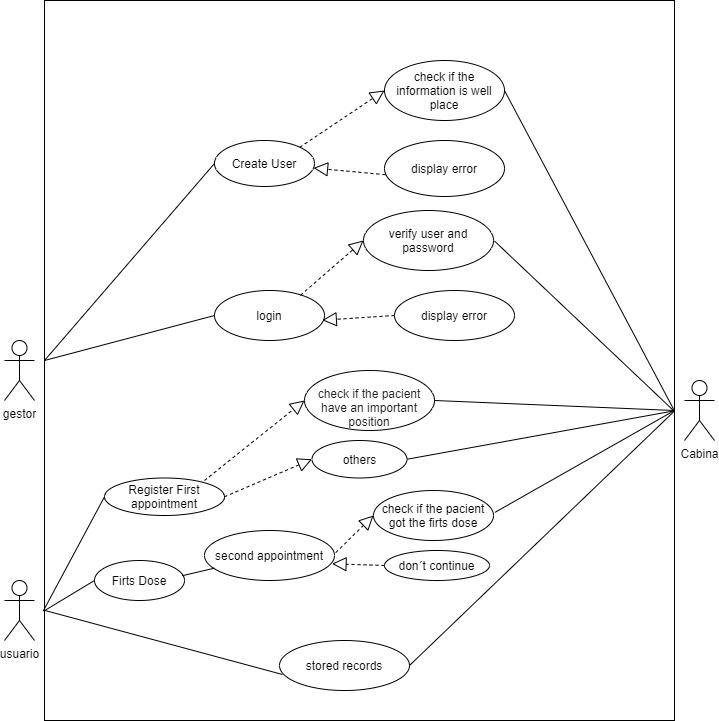 check if the
information is well
place
Create User
display error
verify user and
password
login
display error
gestor
check if the pacient
have an important
position
Cabina
others
Register First
appointment
check if the pacient
got the firts dose
second appointment
don´t continue
Firts Dose
usuario
stored records